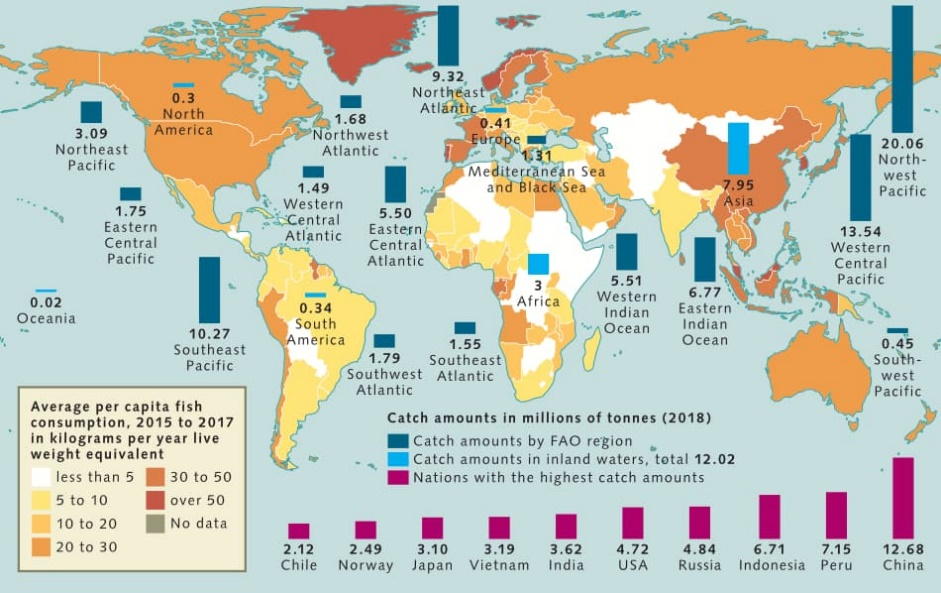 9.32
Northeast
Atlantic
0.3
North
America
3.09
Northeast
Pacific
1.68
Northwest
Atlantic
0.41
Europe
1.31
Mediterranean Sea
and Black Sea
20.06
North-
west
Pacific
7.95
Asia
1.49
Western
Central
Atlantic
5.50
Eastern
Central
Atlantic
1.75
Eastern
Central
Pacific
13.54
Western
Central
Pacific
3
Africa
5.51
Western
Indian
Ocean
6.77
Eastern
Indian
Ocean
0.02
Oceania
0.34
South
America
10.27
Southeast
Pacific
1.79
Southwest
Atlantic
1.55
Southeast
Atlantic
0.45
South-
west
Pacific
Average per capita fish
consumption, 2015 to 2017
in kilograms per year live
weight equivalent
less than 5
5 to 10
10 to 20
20 to 30
30 to 50
over 50
No data
Catch amounts in millions of tonnes (2018)
Catch amounts by FAO region
Catch amounts in inland waters, total 12.02
Nations with the highest catch amounts
2.12 2.49 3.10 3.19 3.62 4.72 4.84 6.71 7.15 12.68
Chile Norway Japan Vietnam India USA Russia Indonesia Peru China